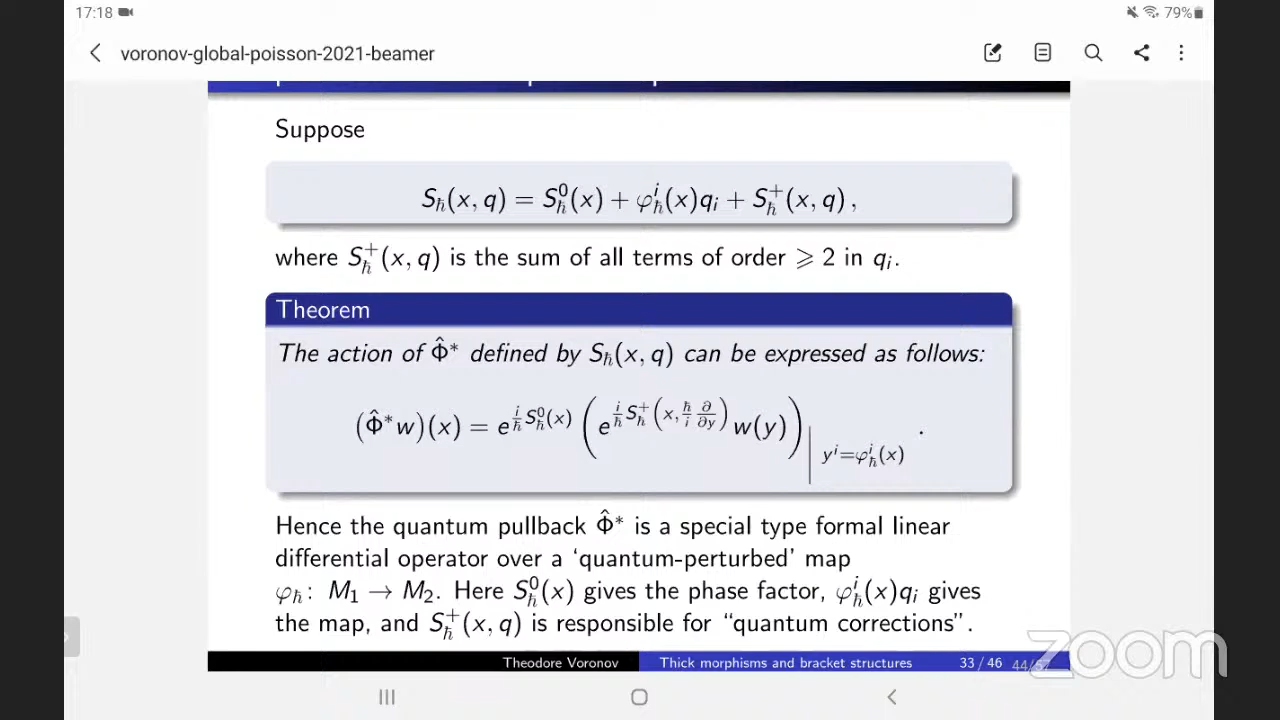 17:18
79%
voronov-global-poisson-2021-beamer
Suppose
S_ħ(x, q) = S_ħ^0(x) + φ_ħ^i(x)q_i + S_ħ^+(x, q) ,
where S_ħ^+(x, q) is the sum of all terms of order ⩾ 2 in q_i.
Theorem
The action of Φ̂* defined by S_ħ(x, q) can be expressed as follows:
(Φ̂*w)(x) = e^{i/ħ S_ħ^0(x)} (e^{i/ħ S_ħ^+(x, ħ/i ∂/∂y)} w(y))|_{y^i=φ_ħ^i(x)} .
Hence the quantum pullback Φ̂* is a special type formal linear
differential operator over a ‘quantum-perturbed’ map
φ_ħ: M_1 → M_2. Here S_ħ^0(x) gives the phase factor, φ_ħ^i(x)q_i gives
the map, and S_ħ^+(x, q) is responsible for “quantum corrections”.
Theodore Voronov Thick morphisms and bracket structures 33 / 46 44/57
zoom